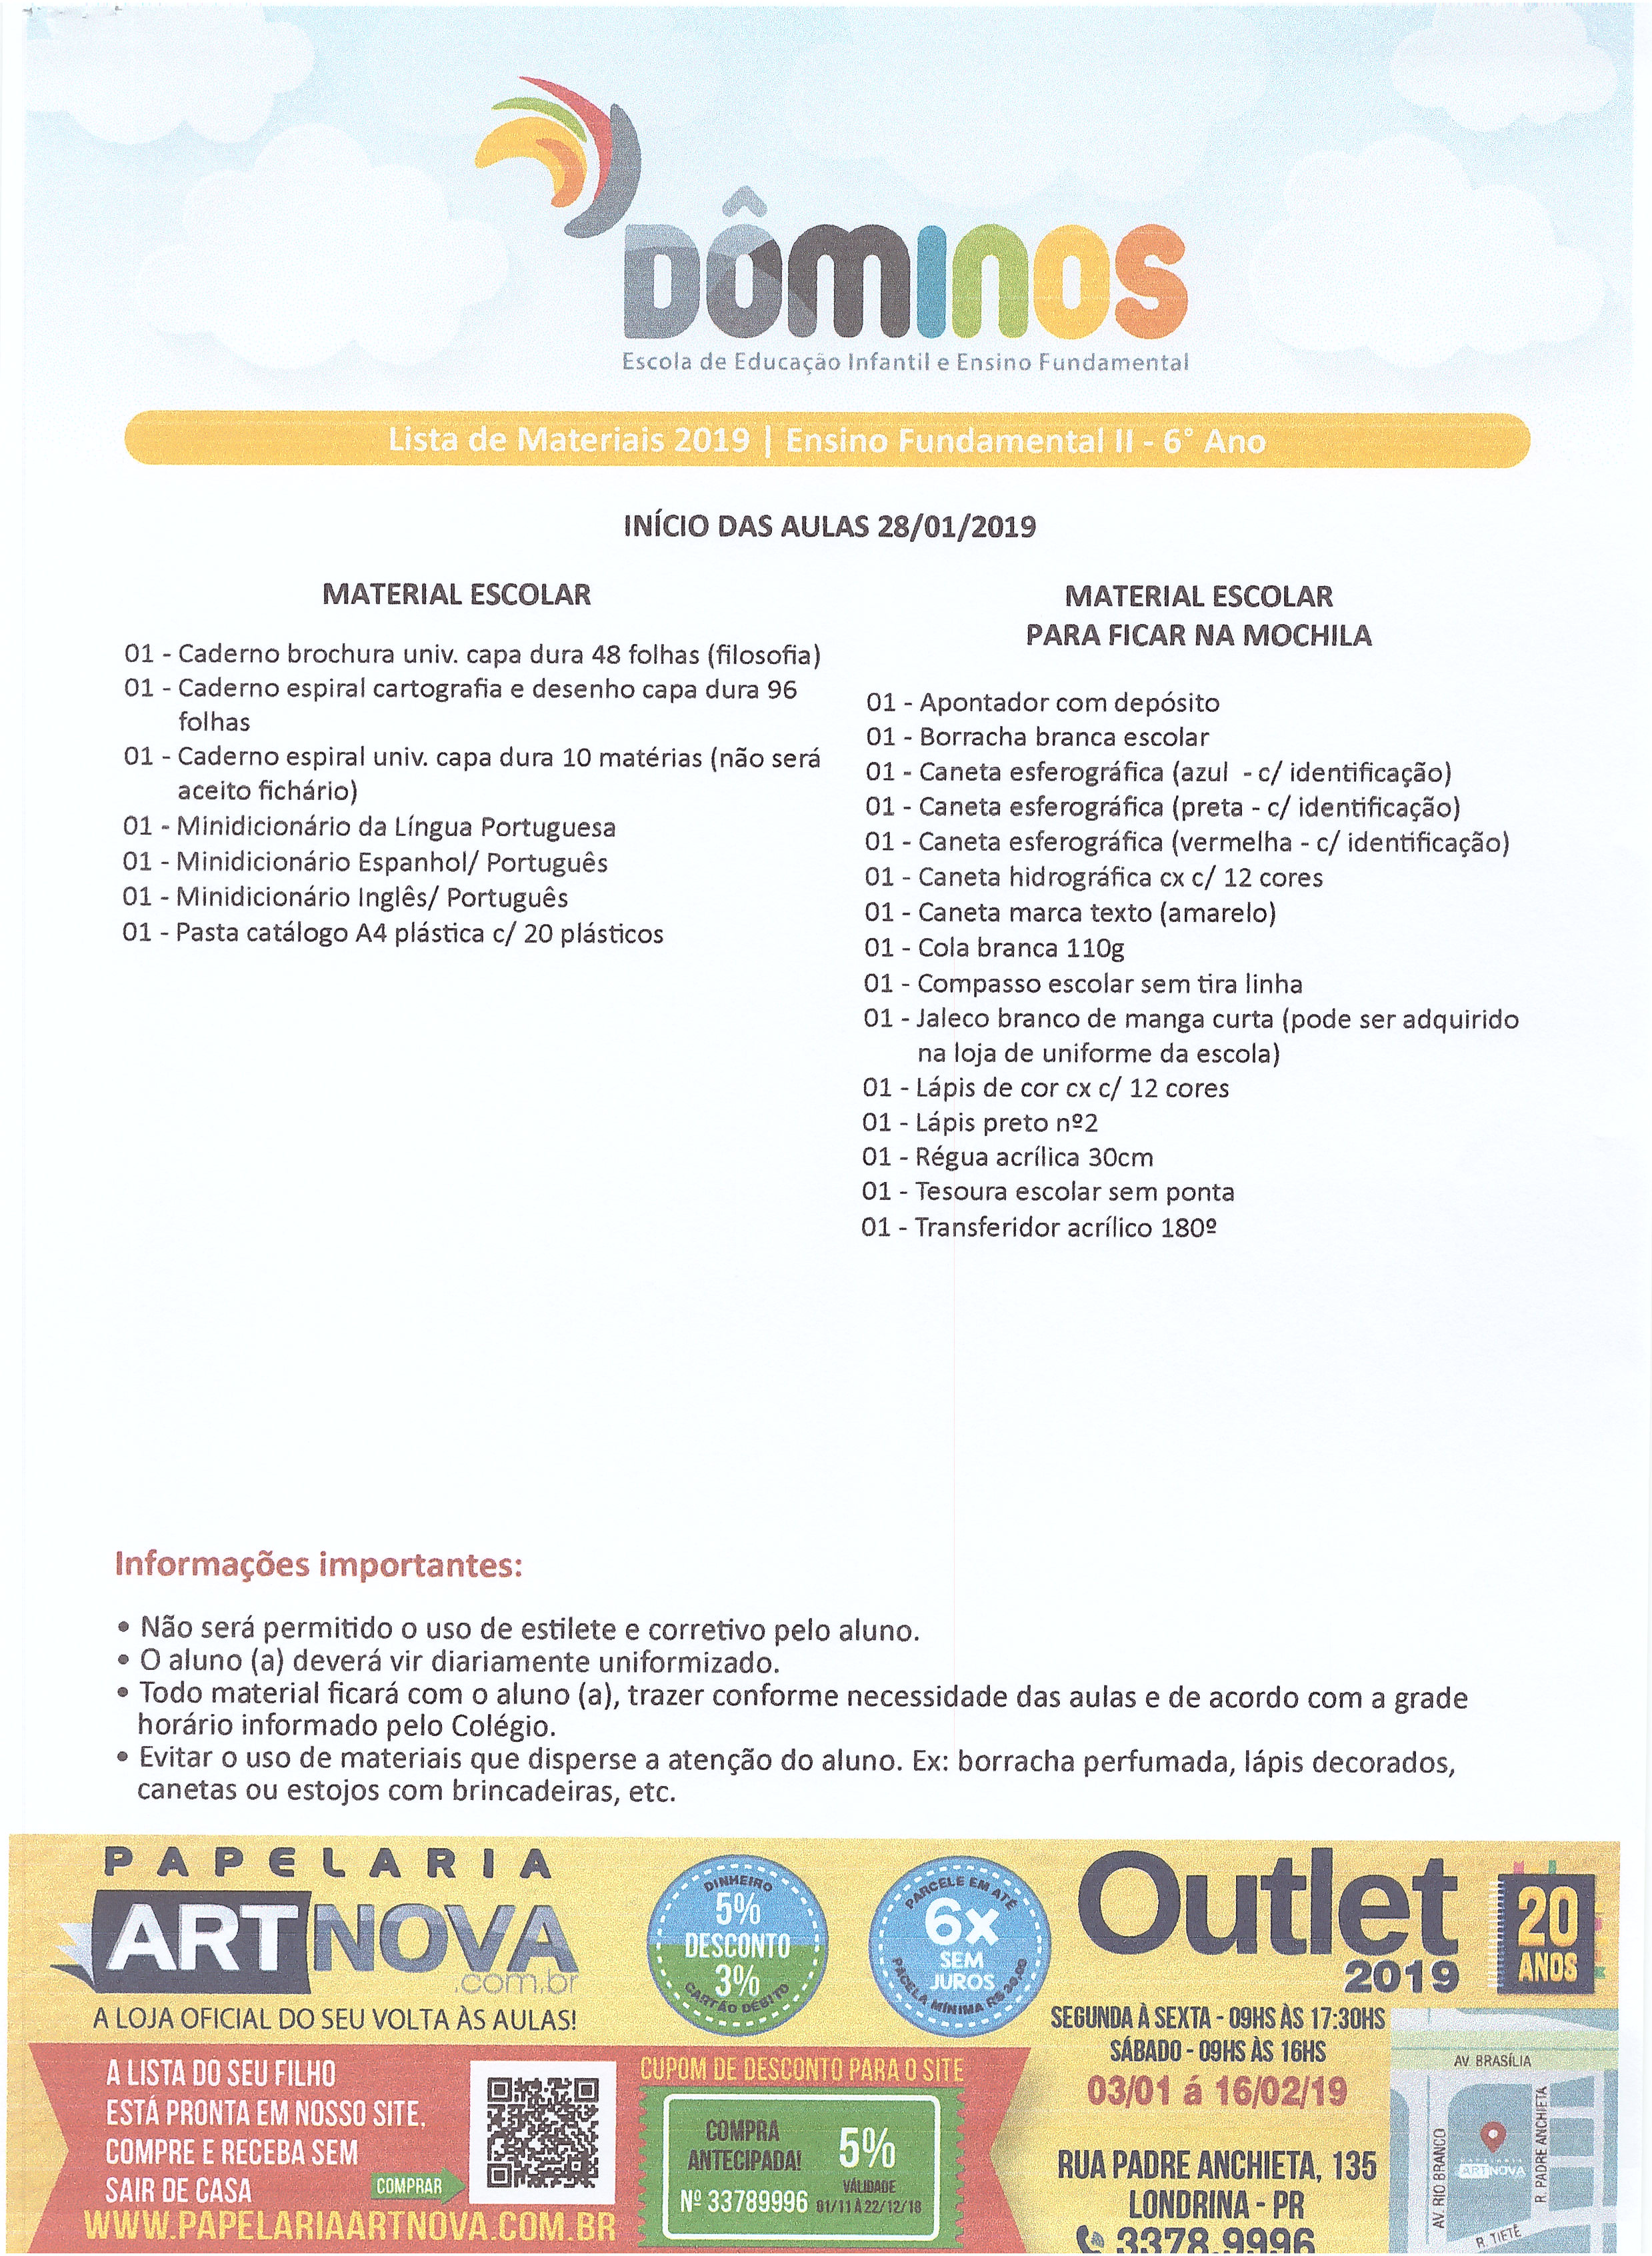 DÔMINOS
Escola de Educação Infantil e Ensino Fundamental
Lista de Materiais 2019 | Ensino Fundamental II - 6° Ano
INÍCIO DAS AULAS 28/01/2019
MATERIAL ESCOLAR
01 - Caderno brochura univ. capa dura 48 folhas (filosofia)
01 - Caderno espiral cartografia e desenho capa dura 96
folhas
01 - Caderno espiral univ. capa dura 10 matérias (não será
aceito fichário)
01 - Minidicionário da Língua Portuguesa
01 - Minidicionário Espanhol/ Português
01 - Minidicionário Inglês/ Português
01 - Pasta catálogo A4 plástica c/ 20 plásticos
MATERIAL ESCOLAR
PARA FICAR NA MOCHILA
01 - Apontador com depósito
01 - Borracha branca escolar
01 - Caneta esferográfica (azul - c/ identificação)
01 - Caneta esferográfica (preta - c/ identificação)
01 - Caneta esferográfica (vermelha - c/ identificação)
01 - Caneta hidrográfica cx c/ 12 cores
01 - Caneta marca texto (amarelo)
01 - Cola branca 110g
01 - Compasso escolar sem tira linha
01 - Jaleco branco de manga curta (pode ser adquirido
na loja de uniforme da escola)
01 - Lápis de cor cx c/ 12 cores
01 - Lápis preto nº2
01 - Régua acrílica 30cm
01 - Tesoura escolar sem ponta
01 - Transferidor acrílico 180º
Informações importantes:
• Não será permitido o uso de estilete e corretivo pelo aluno.
• O aluno (a) deverá vir diariamente uniformizado.
• Todo material ficará com o aluno (a), trazer conforme necessidade das aulas e de acordo com a grade
horário informado pelo Colégio.
• Evitar o uso de materiais que disperse a atenção do aluno. Ex: borracha perfumada, lápis decorados,
canetas ou estojos com brincadeiras, etc.
PAPELARIA
ARTNOVA
.com.br
A LOJA OFICIAL DO SEU VOLTA ÀS AULAS!
A LISTA DO SEU FILHO
ESTÁ PRONTA EM NOSSO SITE,
COMPRE E RECEBA SEM
SAIR DE CASA
COMPRAR
WWW.PAPELARIAARTNOVA.COM.BR
DINHEIRO
5%
DESCONTO
3%
CARTÃO DÉBITO
PARCELE EM ATÉ
6x
SEM
JUROS
PACELA MÍNIMA R$ 30,00
CUPOM DE DESCONTO PARA O SITE
COMPRA
ANTECIPADA!
5%
Nº 33789996
VÁLIDADE
01/11 À 22/12/18
Outlet
2019
20
ANOS
SEGUNDA À SEXTA - 09HS ÀS 17:30HS
SÁBADO - 09HS ÀS 16HS
03/01 á 16/02/19
RUA PADRE ANCHIETA, 135
LONDRINA - PR
3378.9996
AV. BRASÍLIA
AV. RIO BRANCO
R. PADRE ANCHIETA
PAPELARIA
ARTNOVA
R. TIETÊ